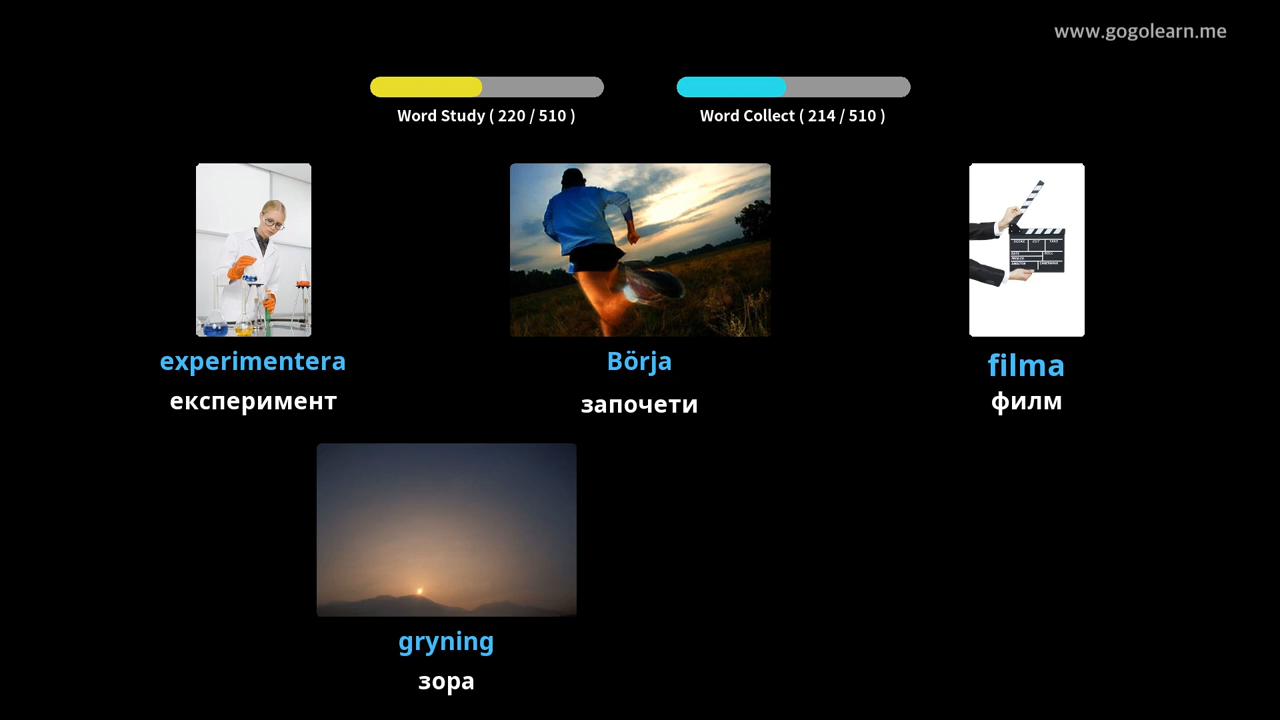 www.gogolearn.me
Word Study ( 220 / 510 )
Word Collect ( 214 / 510 )
experimentera
експеримент
Börja
започети
filma
филм
gryning
зора